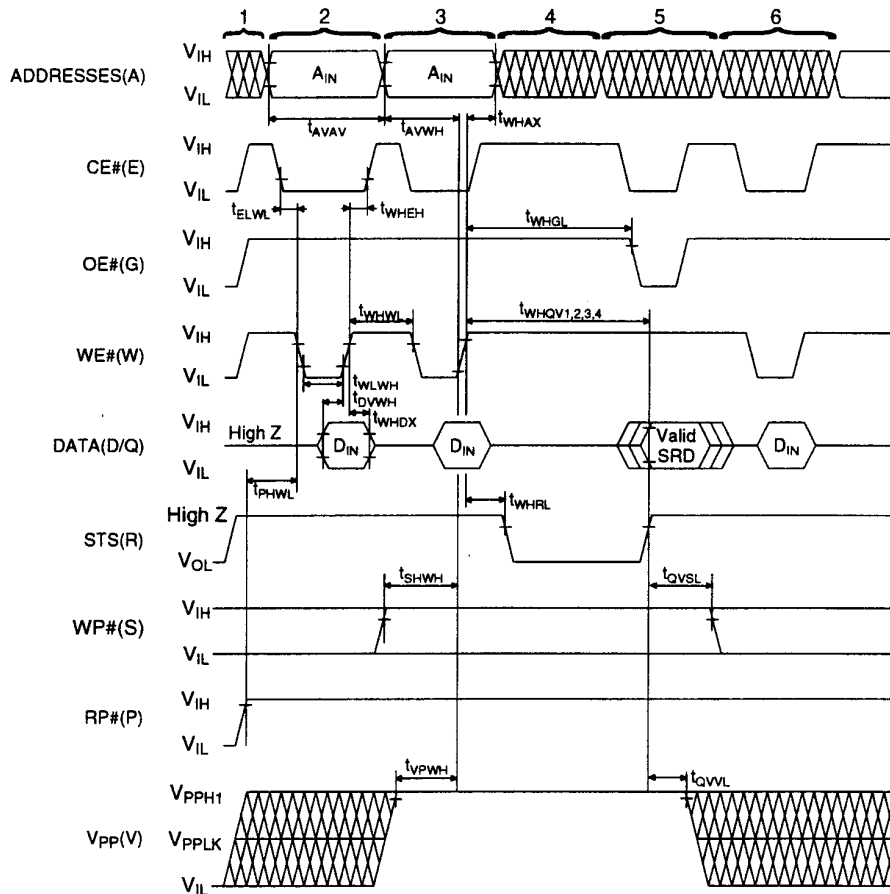 1 2 3 4 5 6
V_IH
ADDRESSES(A) A_IN A_IN
V_IL
t_AVAV t_AVWH t_WHAX
V_IH
CE#(E)
V_IL
t_ELWL t_WHEH t_WHGL
V_IH
OE#(G)
V_IL
t_WHWL t_WHQV1,2,3,4
V_IH
WE#(W)
V_IL
t_WLWH
t_DVWH
t_WHDX
V_IH
DATA(D/Q) High Z D_IN D_IN Valid SRD D_IN
V_IL
t_PHWL
t_WHRL
High Z
STS(R)
V_OL
t_SHWH t_QVSL
V_IH
WP#(S)
V_IL
V_IH
RP#(P)
V_IL
t_VPWH t_QVVL
V_PPH1
V_PP(V) V_PPLK
V_IL